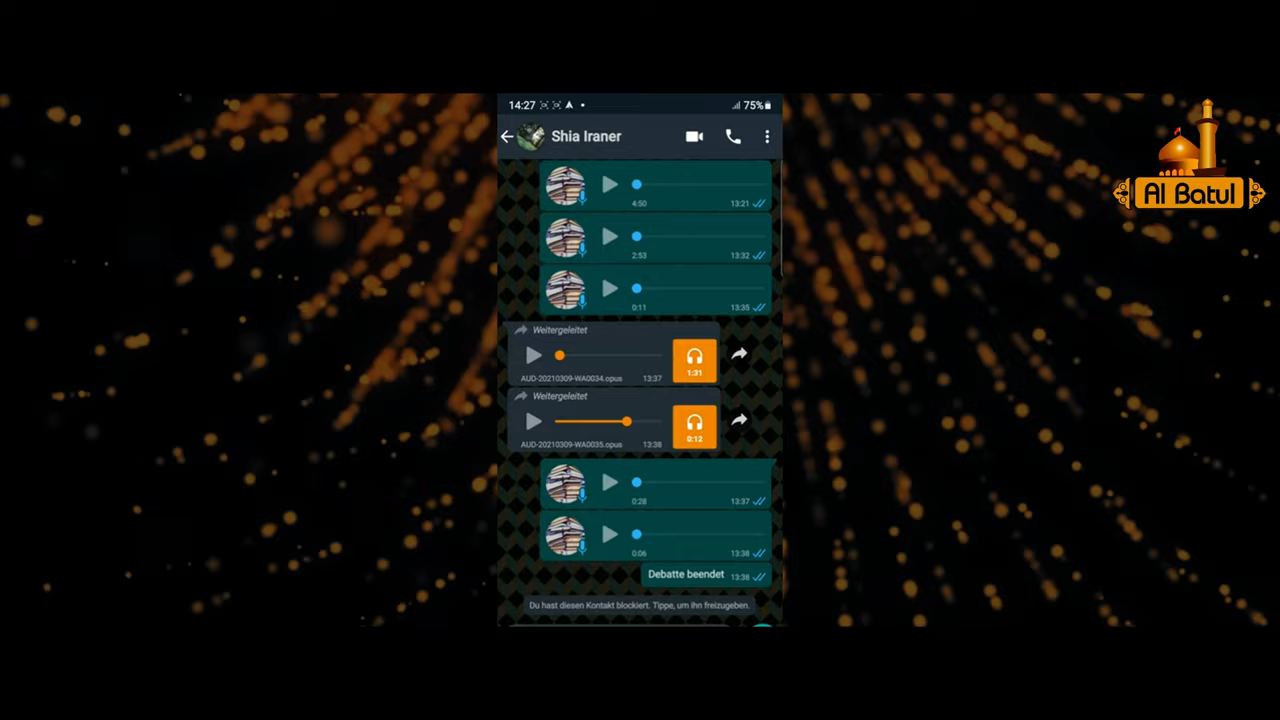 14:27
75%
Shia Iraner
4:50 13:21
2:53 13:32
0:11 13:35
Weitergeleitet
1:31
AUD-20210309-WA0034.opus 13:37
Weitergeleitet
0:12
AUD-20210309-WA0035.opus 13:38
0:28 13:37
0:06 13:38
Debatte beendet 13:38
Du hast diesen Kontakt blockiert. Tippe, um ihn freizugeben.
Al Batul